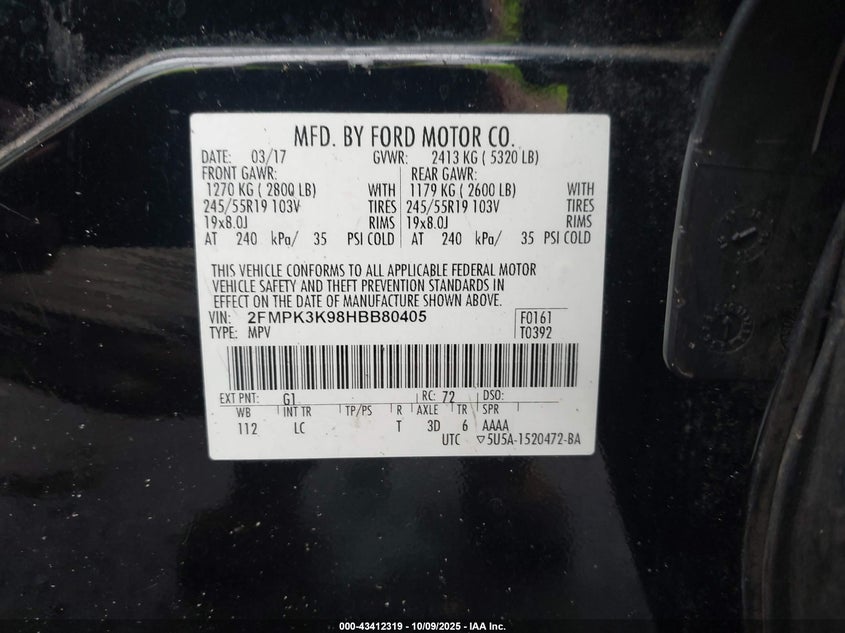 MFD. BY FORD MOTOR CO.
DATE: 03/17 GVWR: 2413 KG ( 5320 LB)
FRONT GAWR: REAR GAWR:
1270 KG ( 2800 LB) WITH 1179 KG ( 2600 LB) WITH
245/55R19 103V TIRES 245/55R19 103V TIRES
19x8.0J RIMS 19x8.0J RIMS
AT 240 kPa/ 35 PSI COLD AT 240 kPa/ 35 PSI COLD
THIS VEHICLE CONFORMS TO ALL APPLICABLE FEDERAL MOTOR
VEHICLE SAFETY AND THEFT PREVENTION STANDARDS IN
EFFECT ON THE DATE OF MANUFACTURE SHOWN ABOVE.
VIN: 2FMPK3K98HBB80405 F0161
TYPE: MPV T0392
EXT PNT: G1 RC: 72 DSO:
WB INT TR TP/PS R AXLE TR SPR
112 LC T 3D 6 AAAA
UTC ▽5U5A-1520472-BA
000-43412319 - 10/09/2025 - IAA Inc.